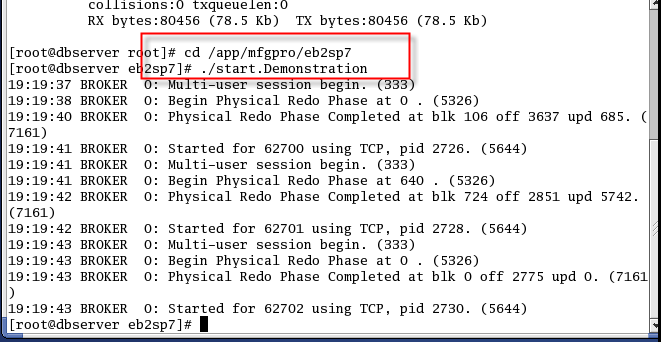 collisions:0 txqueuelen:0
RX bytes:80456 (78.5 Kb)  TX bytes:80456 (78.5 Kb)
[root@dbserver root]# cd /app/mfgpro/eb2sp7
[root@dbserver eb2sp7]# ./start.Demonstration
19:19:37 BROKER  0: Multi-user session begin. (333)
19:19:38 BROKER  0: Begin Physical Redo Phase at 0 . (5326)
19:19:40 BROKER  0: Physical Redo Phase Completed at blk 106 off 3637 upd 685. (
7161)
19:19:41 BROKER  0: Started for 62700 using TCP, pid 2726. (5644)
19:19:41 BROKER  0: Multi-user session begin. (333)
19:19:41 BROKER  0: Begin Physical Redo Phase at 640 . (5326)
19:19:42 BROKER  0: Physical Redo Phase Completed at blk 724 off 2851 upd 5742.
(7161)
19:19:42 BROKER  0: Started for 62701 using TCP, pid 2728. (5644)
19:19:43 BROKER  0: Multi-user session begin. (333)
19:19:43 BROKER  0: Begin Physical Redo Phase at 0 . (5326)
19:19:43 BROKER  0: Physical Redo Phase Completed at blk 0 off 2775 upd 0. (7161
)
19:19:43 BROKER  0: Started for 62702 using TCP, pid 2730. (5644)
[root@dbserver eb2sp7]#